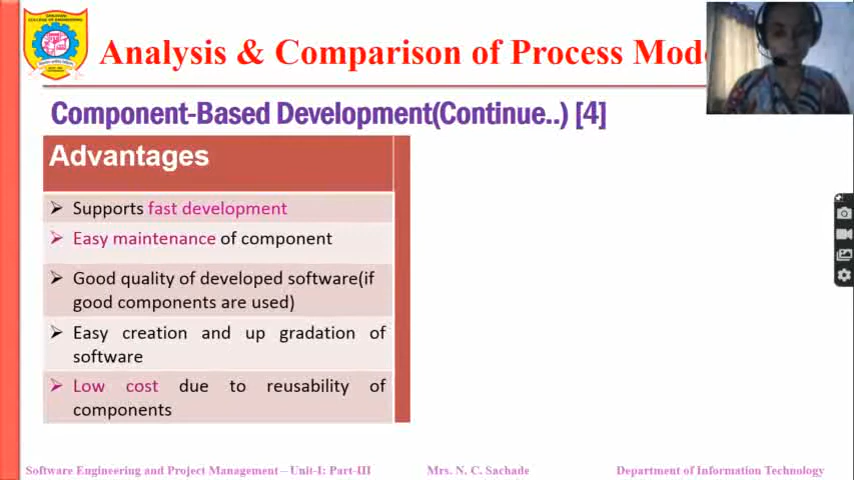 Analysis & Comparison of Process Mod
Component-Based Development(Continue..) [4]
Advantages
➢ Supports fast development
➢ Easy maintenance of component
➢ Good quality of developed software(if
good components are used)
➢ Easy creation and up gradation of
software
➢ Low cost due to reusability of
components
Software Engineering and Project Management – Unit-I: Part-III
Mrs. N. C. Sachade
Department of Information Technology